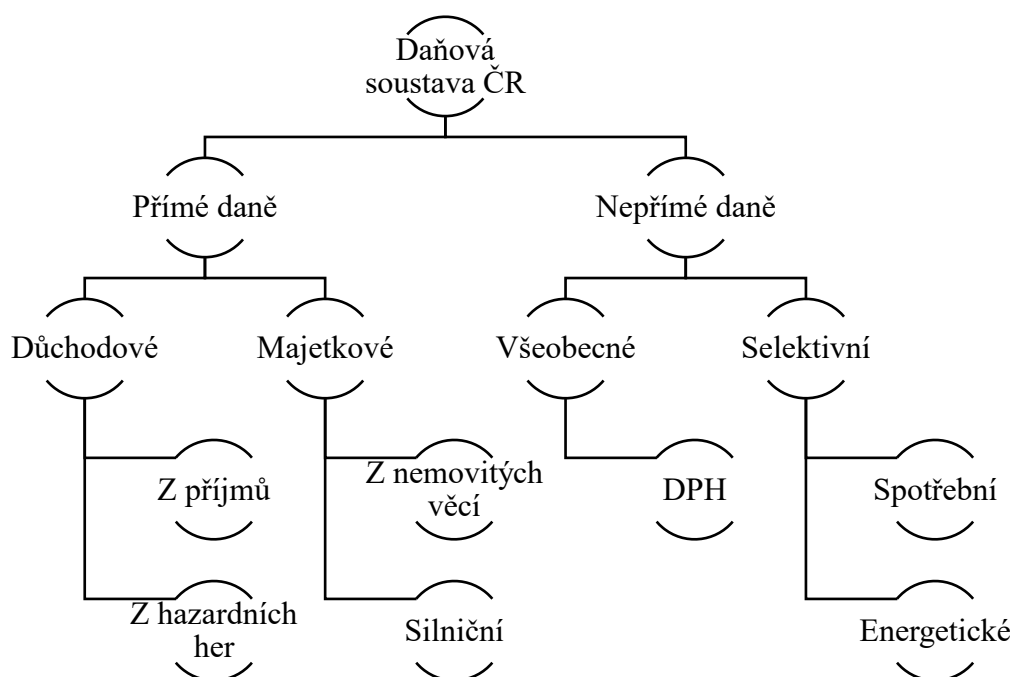 Daňová
soustava ČR
Přímé daně
Nepřímé daně
Důchodové
Majetkové
Všeobecné
Selektivní
Z příjmů
Z nemovitých
věcí
DPH
Spotřební
Z hazardních
her
Silniční
Energetické